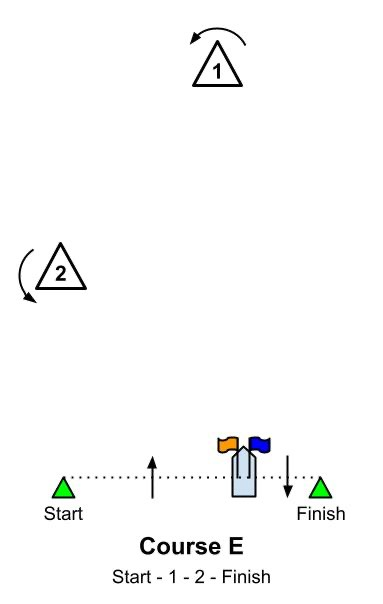 1
2
Start
Finish
Course E
Start - 1 - 2 - Finish